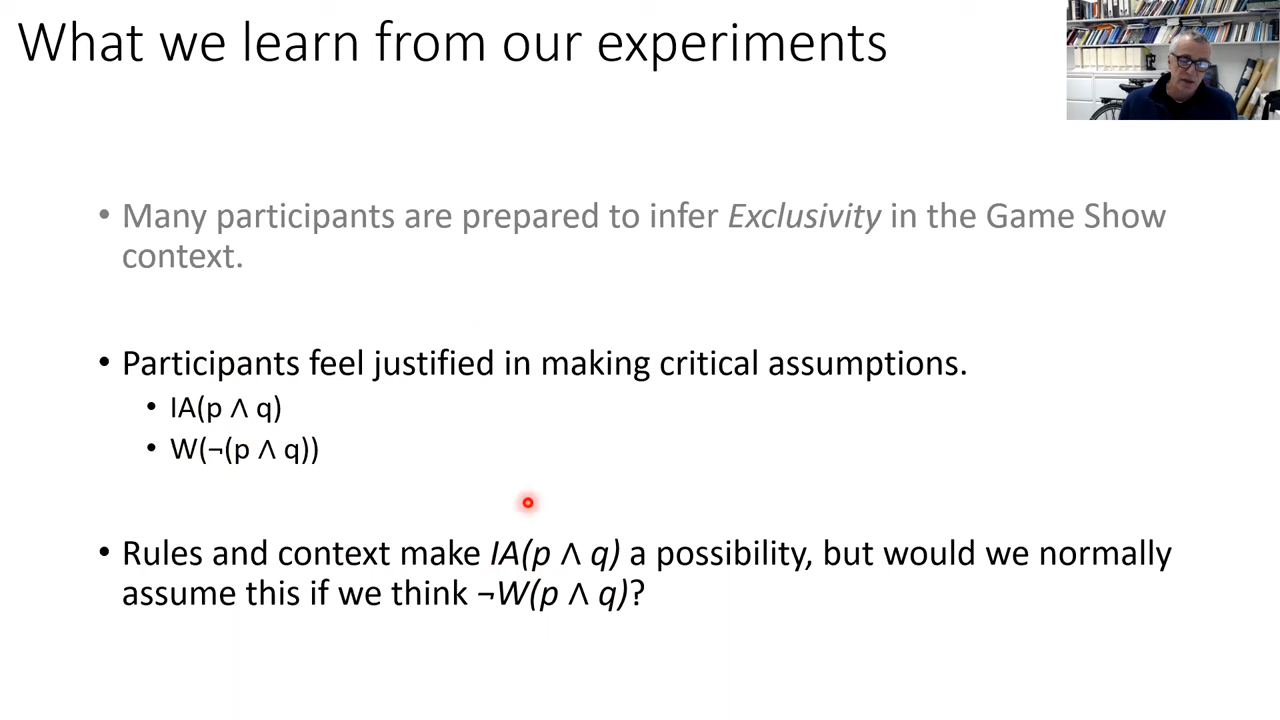 What we learn from our experiments
• Many participants are prepared to infer Exclusivity in the Game Show
context.
• Participants feel justified in making critical assumptions.
• IA(p ∧ q)
• W(¬(p ∧ q))
• Rules and context make IA(p ∧ q) a possibility, but would we normally
assume this if we think ¬W(p ∧ q)?